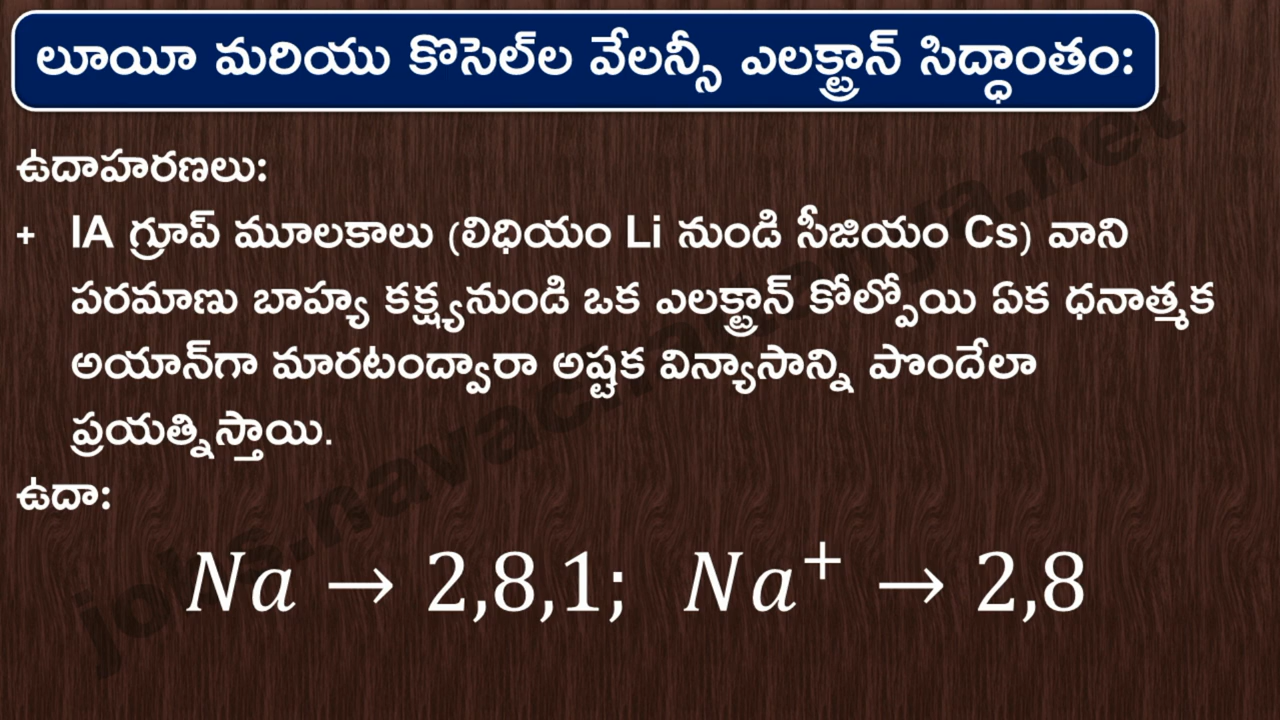 లూయీ మరియు కొసెల్‌ల వేలన్సీ ఎలక్ట్రాన్ సిద్ధాంతం:
ఉదాహరణలు:
+ IA గ్రూప్ మూలకాలు (లిధియం Li నుండి సీజియం Cs) వాని
పరమాణు బాహ్య కక్ష్యనుండి ఒక ఎలక్ట్రాన్ కోల్పోయి ఏక ధనాత్మక
అయాన్‌గా మారటంద్వారా అష్టక విన్యాసాన్ని పొందేలా
ప్రయత్నిస్తాయి.
ఉదా:
Na → 2,8,1; Na⁺ → 2,8